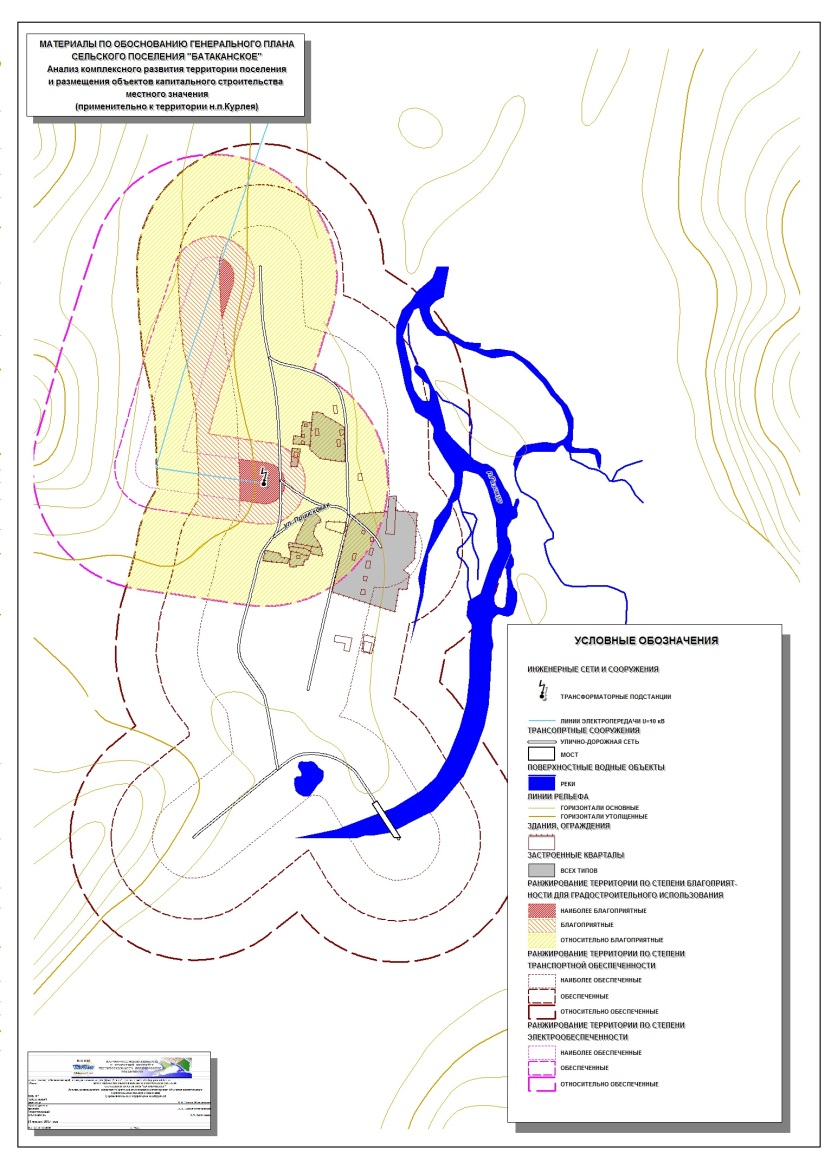 МАТЕРИАЛЫ ПО ОБОСНОВАНИЮ ГЕНЕРАЛЬНОГО ПЛАНА
СЕЛЬСКОГО ПОСЕЛЕНИЯ "БАТАКАНСКОЕ"
Анализ комплексного развития территории поселения
и размещения объектов капитального строительства
местного значения
(применительно к территории н.п.Курлея)
ул. Приисковая
УСЛОВНЫЕ ОБОЗНАЧЕНИЯ
ИНЖЕНЕРНЫЕ СЕТИ И СООРУЖЕНИЯ
ТРАНСФОРМАТОРНЫЕ ПОДСТАНЦИИ
ЛИНИИ ЭЛЕКТРОПЕРЕДАЧИ U=10 кВ
ТРАНСОПРТНЫЕ СООРУЖЕНИЯ
УЛИЧНО-ДОРОЖНАЯ СЕТЬ
МОСТ
ПОВЕРХНОСТНЫЕ ВОДНЫЕ ОБЪЕКТЫ
РЕКИ
ЛИНИИ РЕЛЬЕФА
ГОРИЗОНТАЛИ ОСНОВНЫЕ
ГОРИЗОНТАЛИ УТОЛЩЕННЫЕ
ЗДАНИЯ, ОГРАЖДЕНИЯ
ЗАСТРОЕННЫЕ КВАРТАЛЫ
ВСЕХ ТИПОВ
РАНЖИРОВАНИЕ ТЕРРИТОРИИ ПО СТЕПЕНИ БЛАГОПРИЯТ-
НОСТИ ДЛЯ ГРАДОСТРОИТЕЛЬНОГО ИСПОЛЬЗОВАНИЯ
НАИБОЛЕЕ БЛАГОПРИЯТНЫЕ
БЛАГОПРИЯТНЫЕ
ОТНОСИТЕЛЬНО БЛАГОПРИЯТНЫЕ
РАНЖИРОВАНИЕ ТЕРРИТОРИИ ПО СТЕПЕНИ
ТРАНСПОРТНОЙ ОБЕСПЕЧЕННОСТИ
НАИБОЛЕЕ ОБЕСПЕЧЕННЫЕ
ОБЕСПЕЧЕННЫЕ
ОТНОСИТЕЛЬНО ОБЕСПЕЧЕННЫЕ
РАНЖИРОВАНИЕ ТЕРРИТОРИИ ПО СТЕПЕНИ
ЭЛЕКТРООБЕСПЕЧЕННОСТИ
НАИБОЛЕЕ ОБЕСПЕЧЕННЫЕ
ОБЕСПЕЧЕННЫЕ
ОТНОСИТЕЛЬНО ОБЕСПЕЧЕННЫЕ